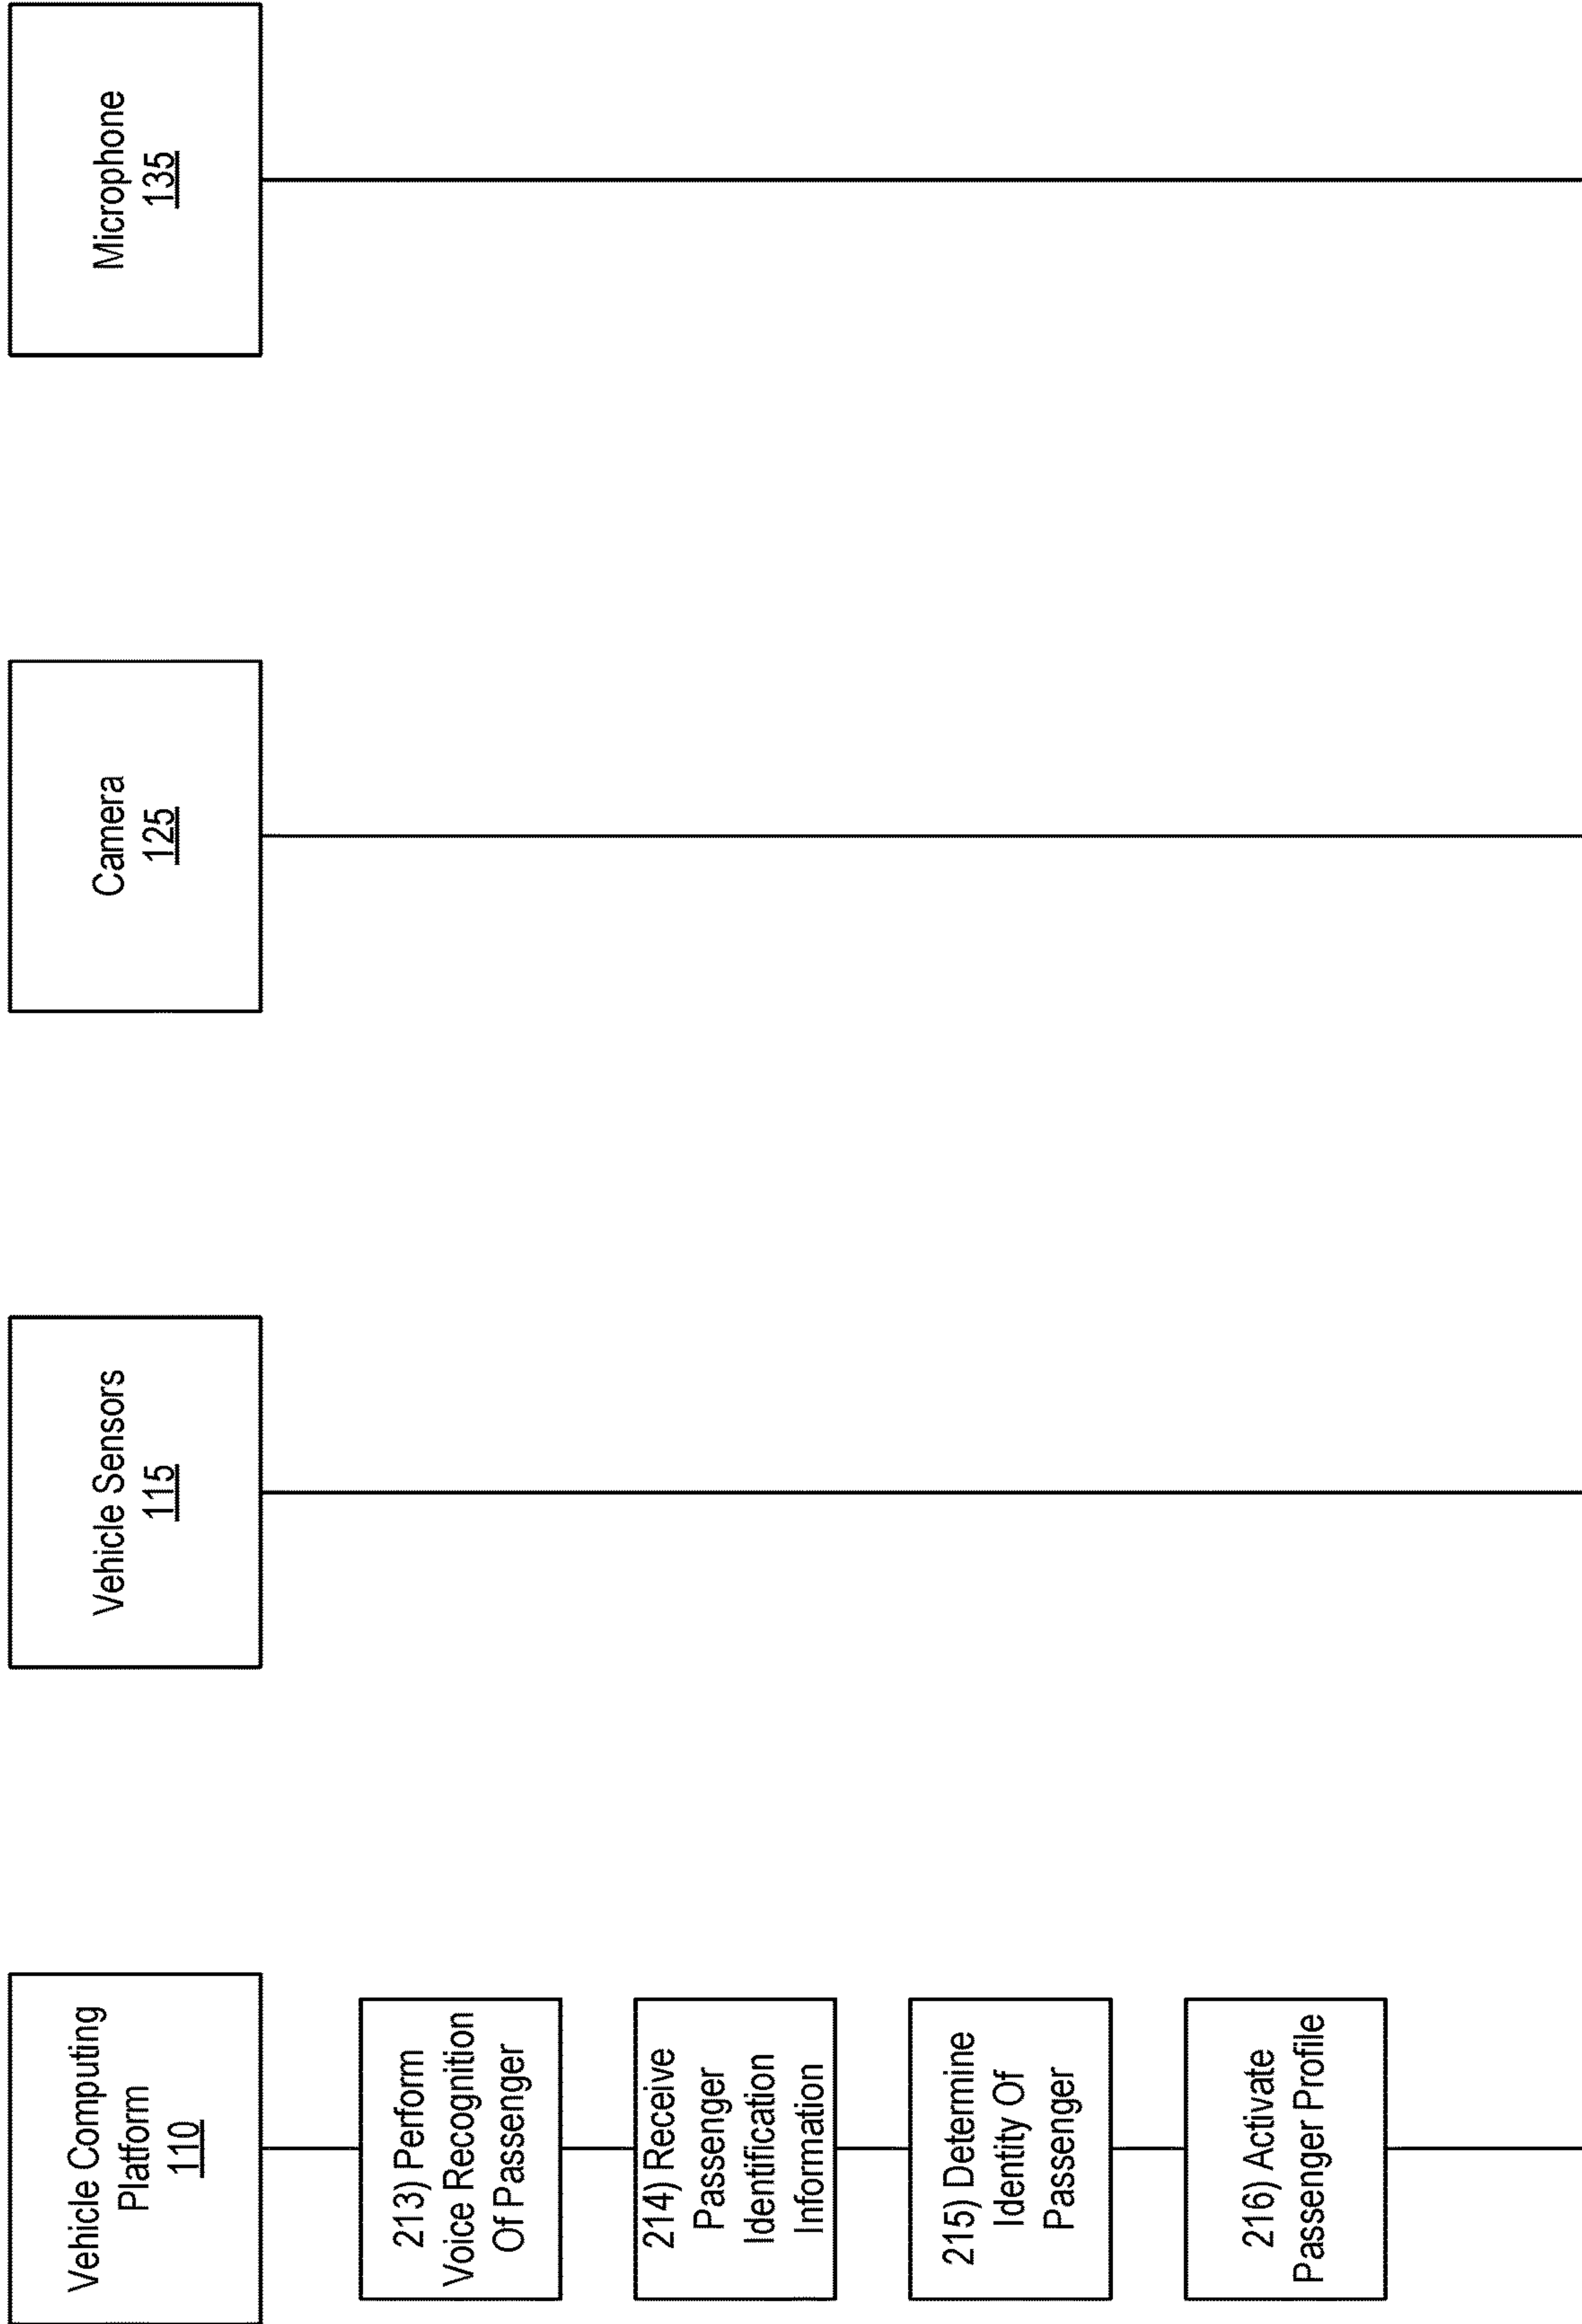 Vehicle Computing
Platform
110
Vehicle Sensors
115
Camera
125
Microphone
135
213) Perform
Voice Recognition
Of Passenger
214) Receive
Passenger
Identification
Information
215) Determine
Identity Of
Passenger
216) Activate
Passenger Profile